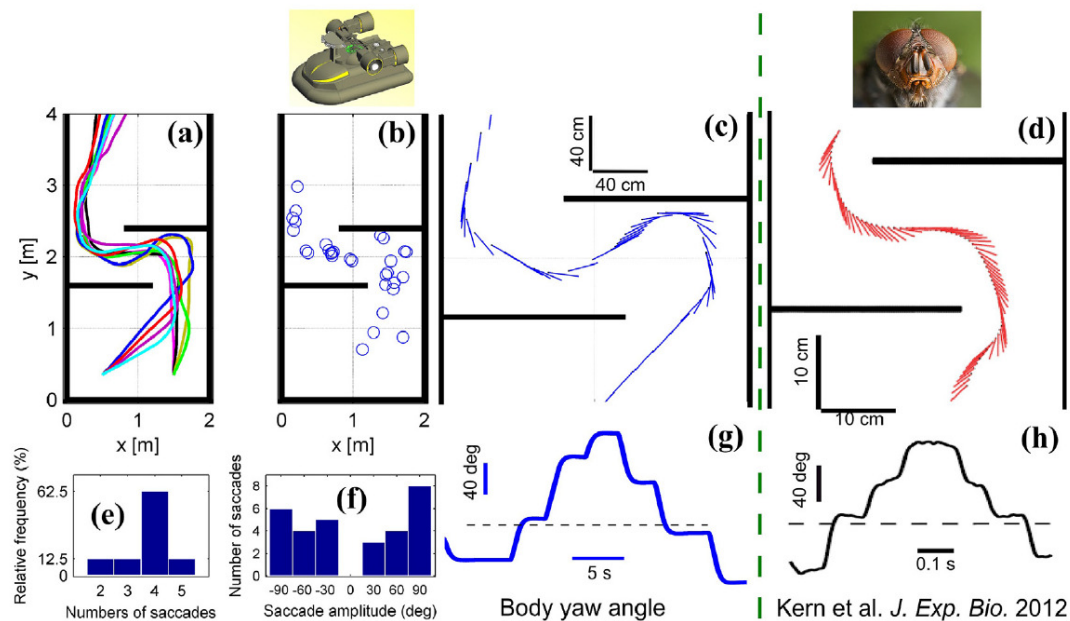 (a)
4
3
2
1
0
y [m]
0 1 2
x [m]
(b)
0 1 2
x [m]
(c)
40 cm
40 cm
(d)
10 cm
10 cm
(e)
Relative frequency (%)
62.5
12.5
0
2 3 4 5
Numbers of saccades
(f)
Number of saccades
8
6
4
2
0
-90 -60 -30 0 30 60 90
Saccade amplitude (deg)
(g)
40 deg
5 s
Body yaw angle
(h)
40 deg
0.1 s
Kern et al. J. Exp. Bio. 2012